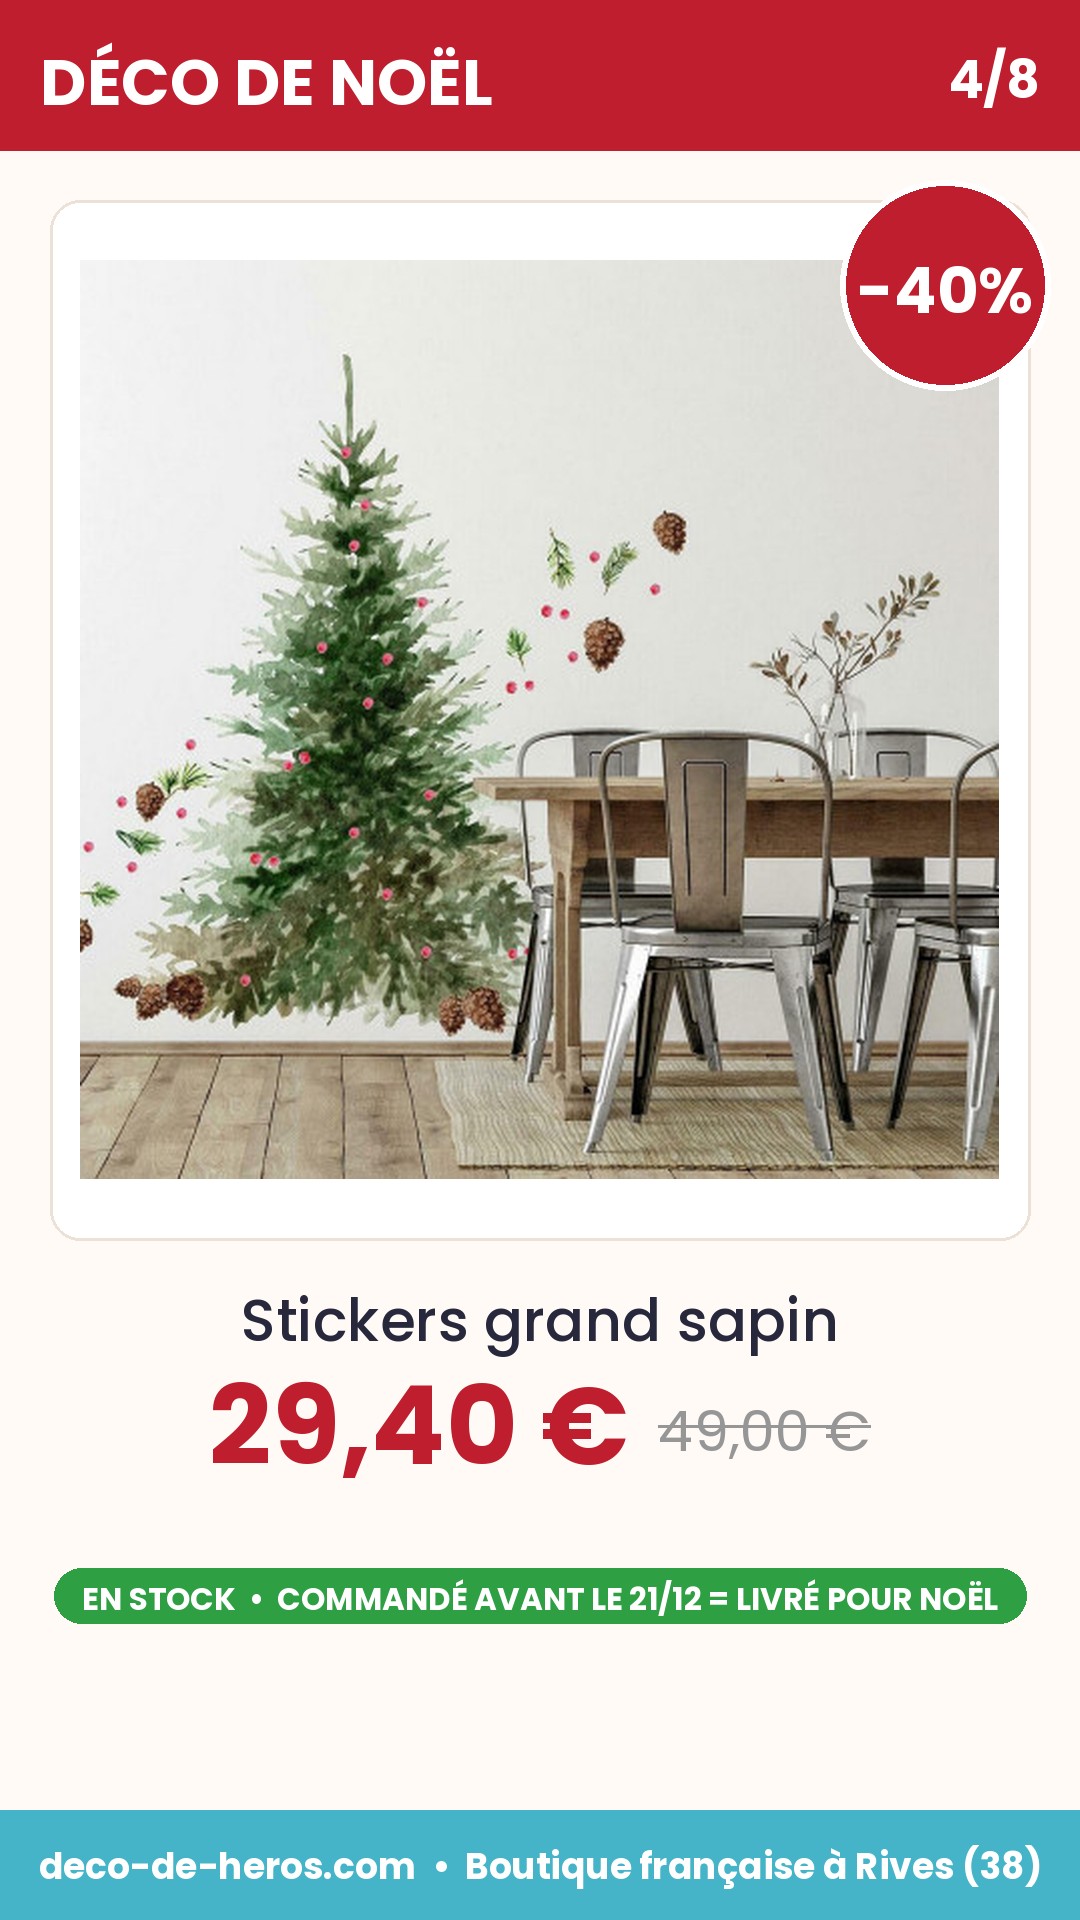 DÉCO DE NOËL
4/8
-40%
Stickers grand sapin
29,40 € 49,00 €
EN STOCK • COMMANDÉ AVANT LE 21/12 = LIVRÉ POUR NOËL
deco-de-heros.com • Boutique française à Rives (38)